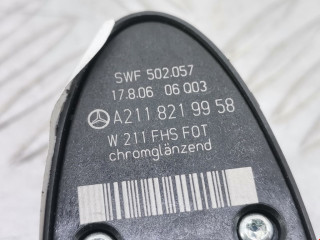 SWF 502.057
17.8.06 06 Q03
A211 821 99 58
W 211 FHS FOT
chromglänzend